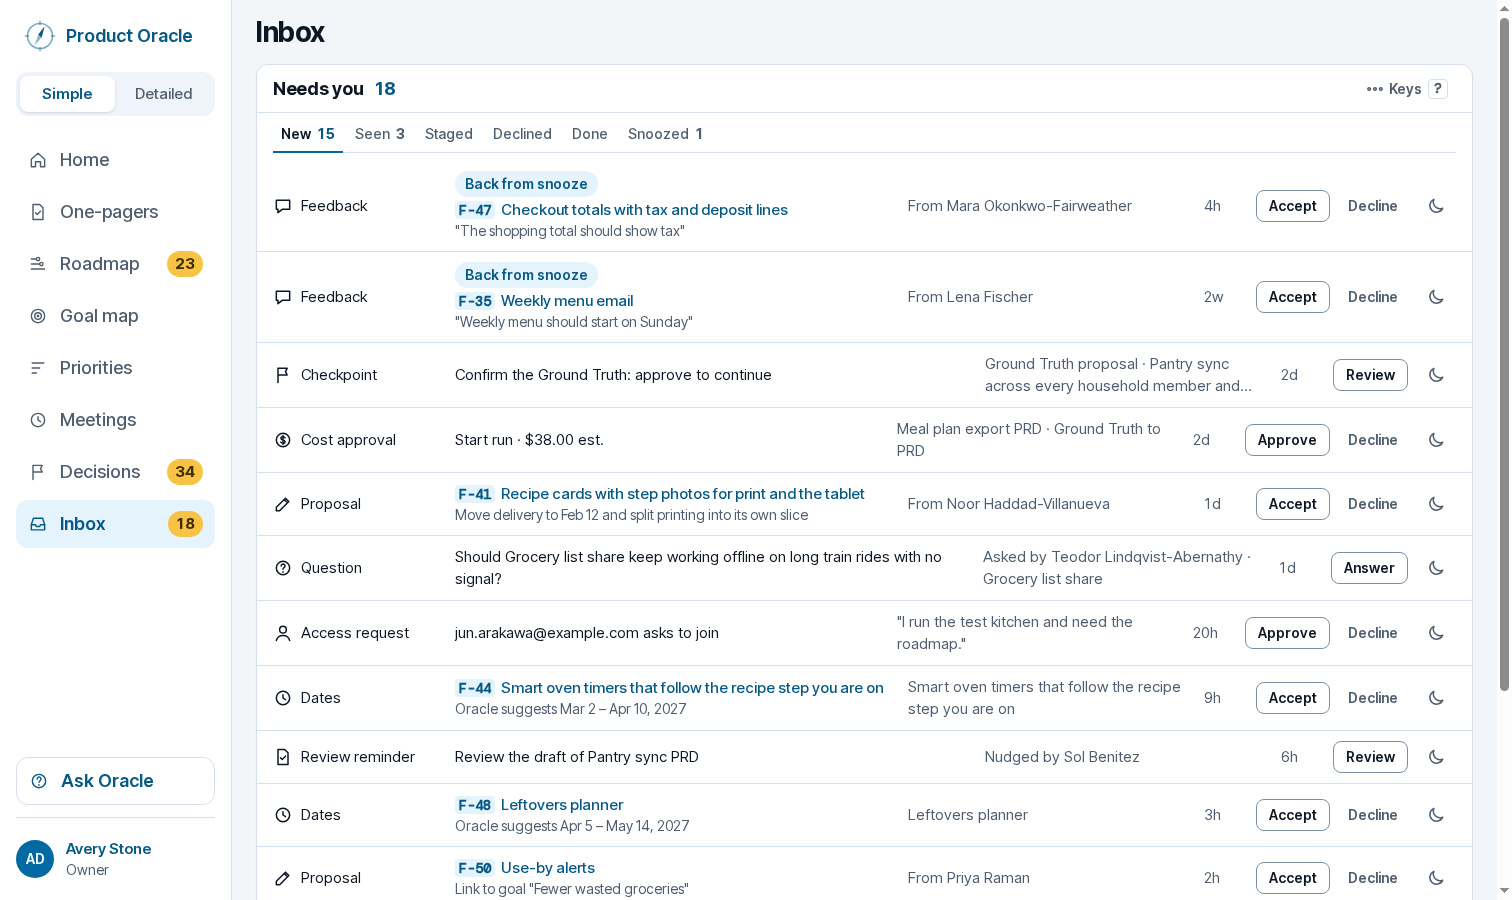 Product Oracle
Simple Detailed
Home
One-pagers
Roadmap 23
Goal map
Priorities
Meetings
Decisions 34
Inbox 18
Ask Oracle
AD Avery Stone
Owner
Inbox
Needs you 18 ••• Keys ?
New 15 Seen 3 Staged Declined Done Snoozed 1
Back from snooze
Feedback F-47 Checkout totals with tax and deposit lines From Mara Okonkwo-Fairweather 4h Accept Decline
"The shopping total should show tax"
Back from snooze
Feedback F-35 Weekly menu email From Lena Fischer 2w Accept Decline
"Weekly menu should start on Sunday"
Checkpoint Confirm the Ground Truth: approve to continue Ground Truth proposal · Pantry sync 2d Review
across every household member and...
Cost approval Start run · $38.00 est. Meal plan export PRD · Ground Truth to 2d Approve Decline
PRD
Proposal F-41 Recipe cards with step photos for print and the tablet From Noor Haddad-Villanueva 1d Accept Decline
Move delivery to Feb 12 and split printing into its own slice
Question Should Grocery list share keep working offline on long train rides with no Asked by Teodor Lindqvist-Abernathy · 1d Answer
signal? Grocery list share
Access request jun.arakawa@example.com asks to join "I run the test kitchen and need the 20h Approve Decline
roadmap."
Dates F-44 Smart oven timers that follow the recipe step you are on Smart oven timers that follow the recipe 9h Accept Decline
Oracle suggests Mar 2 – Apr 10, 2027 step you are on
Review reminder Review the draft of Pantry sync PRD Nudged by Sol Benitez 6h Review
Dates F-48 Leftovers planner Leftovers planner 3h Accept Decline
Oracle suggests Apr 5 – May 14, 2027
Proposal F-50 Use-by alerts From Priya Raman 2h Accept Decline
Link to goal "Fewer wasted groceries"